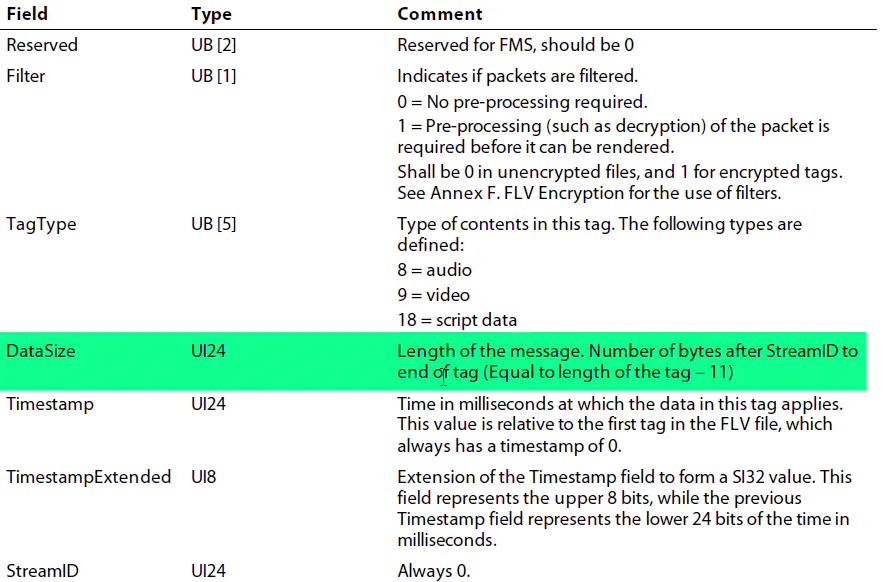 Field Type Comment
Reserved UB [2] Reserved for FMS, should be 0
Filter UB [1] Indicates if packets are filtered.
0 = No pre-processing required.
1 = Pre-processing (such as decryption) of the packet is
required before it can be rendered.
Shall be 0 in unencrypted files, and 1 for encrypted tags.
See Annex F. FLV Encryption for the use of filters.
TagType UB [5] Type of contents in this tag. The following types are
defined:
8 = audio
9 = video
18 = script data
DataSize UI24 Length of the message. Number of bytes after StreamID to
end of tag (Equal to length of the tag – 11)
Timestamp UI24 Time in milliseconds at which the data in this tag applies.
This value is relative to the first tag in the FLV file, which
always has a timestamp of 0.
TimestampExtended UI8 Extension of the Timestamp field to form a SI32 value. This
field represents the upper 8 bits, while the previous
Timestamp field represents the lower 24 bits of the time in
milliseconds.
StreamID UI24 Always 0.